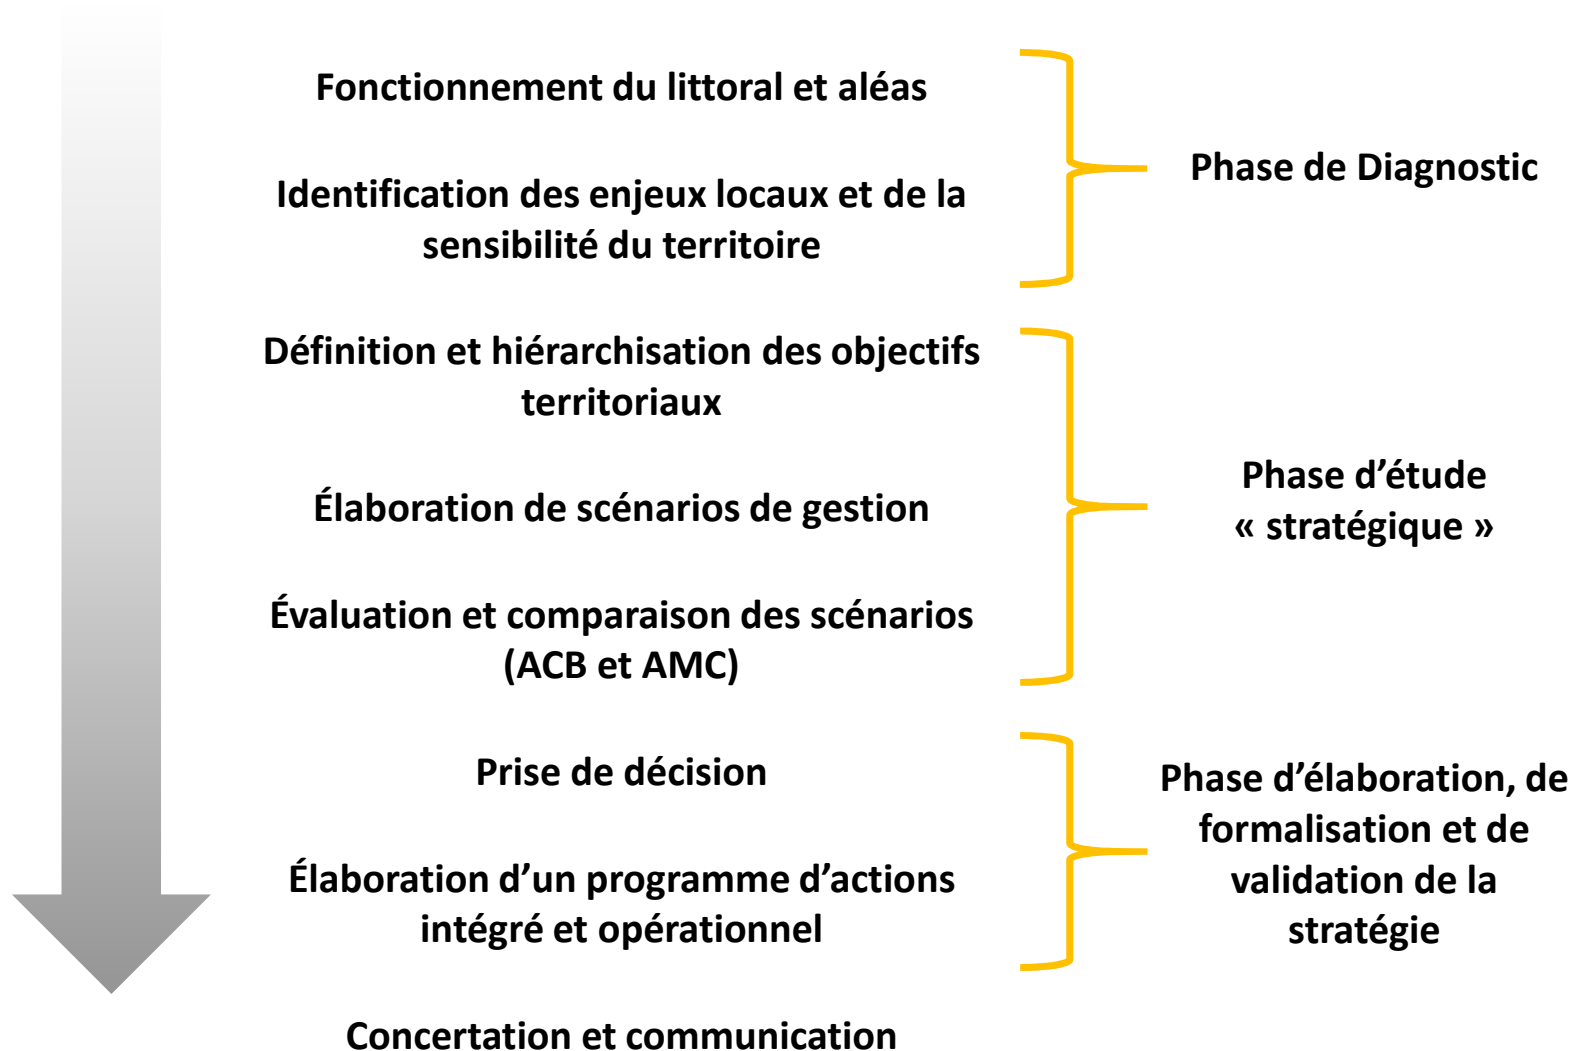 Fonctionnement du littoral et aléas
Identification des enjeux locaux et de la
sensibilité du territoire
Phase de Diagnostic
Définition et hiérarchisation des objectifs
territoriaux
Élaboration de scénarios de gestion
Évaluation et comparaison des scénarios
(ACB et AMC)
Phase d’étude
« stratégique »
Prise de décision
Élaboration d’un programme d’actions
intégré et opérationnel
Phase d’élaboration, de
formalisation et de
validation de la
stratégie
Concertation et communication